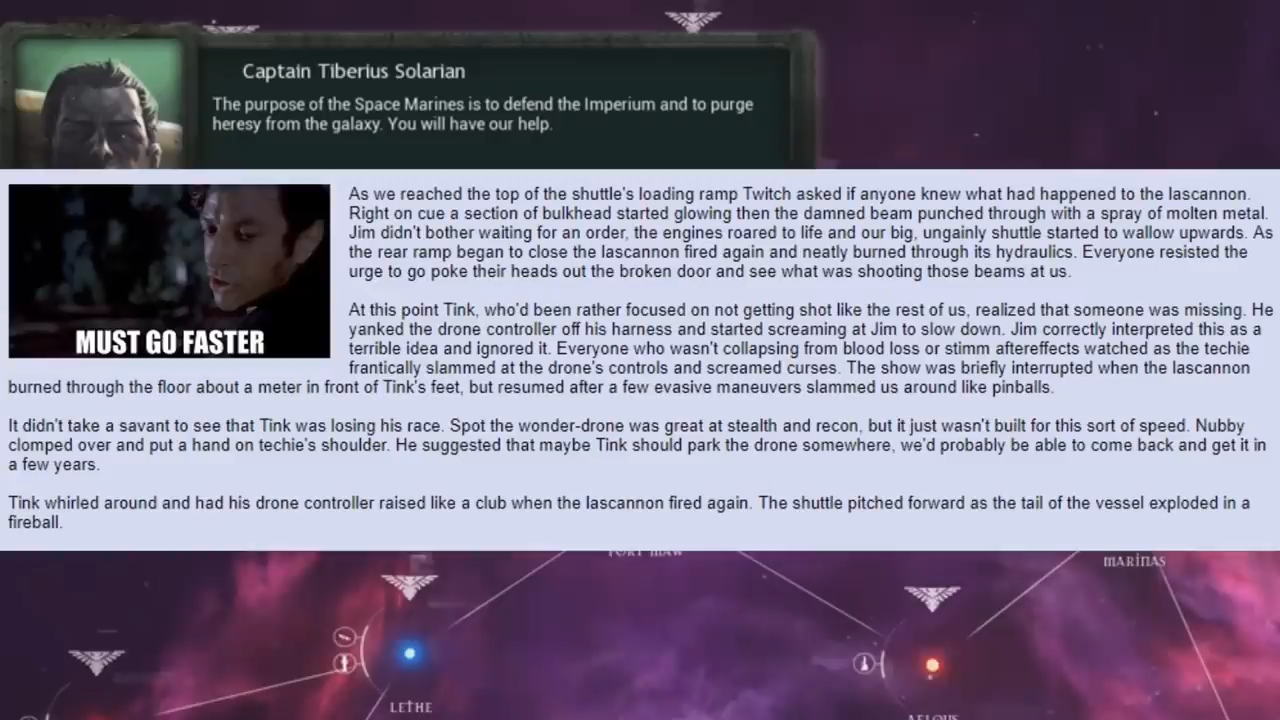 Captain Tiberius Solarian
The purpose of the Space Marines is to defend the Imperium and to purge
heresy from the galaxy. You will have our help.
MUST GO FASTER
As we reached the top of the shuttle's loading ramp Twitch asked if anyone knew what had happened to the lascannon.
Right on cue a section of bulkhead started glowing then the damned beam punched through with a spray of molten metal.
Jim didn't bother waiting for an order, the engines roared to life and our big, ungainly shuttle started to wallow upwards. As
the rear ramp began to close the lascannon fired again and neatly burned through its hydraulics. Everyone resisted the
urge to go poke their heads out the broken door and see what was shooting those beams at us.
At this point Tink, who'd been rather focused on not getting shot like the rest of us, realized that someone was missing. He
yanked the drone controller off his harness and started screaming at Jim to slow down. Jim correctly interpreted this as a
terrible idea and ignored it. Everyone who wasn't collapsing from blood loss or stimm aftereffects watched as the techie
frantically slammed at the drone's controls and screamed curses. The show was briefly interrupted when the lascannon
burned through the floor about a meter in front of Tink's feet, but resumed after a few evasive maneuvers slammed us around like pinballs.
It didn't take a savant to see that Tink was losing his race. Spot the wonder-drone was great at stealth and recon, but it just wasn't built for this sort of speed. Nubby
clomped over and put a hand on techie's shoulder. He suggested that maybe Tink should park the drone somewhere, we'd probably be able to come back and get it in
a few years.
Tink whirled around and had his drone controller raised like a club when the lascannon fired again. The shuttle pitched forward as the tail of the vessel exploded in a
fireball.
MARINAS
LETHE